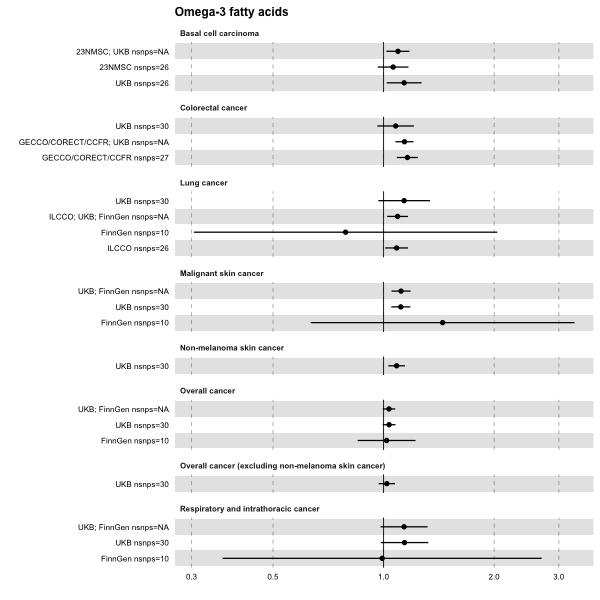 Omega-3 fatty acids
Basal cell carcinoma
23NMSC; UKB nsnps=NA
23NMSC nsnps=26
UKB nsnps=26
Colorectal cancer
UKB nsnps=30
GECCO/CORECT/CCFR; UKB nsnps=NA
GECCO/CORECT/CCFR nsnps=27
Lung cancer
UKB nsnps=30
ILCCO; UKB; FinnGen nsnps=NA
FinnGen nsnps=10
ILCCO nsnps=26
Malignant skin cancer
UKB; FinnGen nsnps=NA
UKB nsnps=30
FinnGen nsnps=10
Non-melanoma skin cancer
UKB nsnps=30
Overall cancer
UKB; FinnGen nsnps=NA
UKB nsnps=30
FinnGen nsnps=10
Overall cancer (excluding non-melanoma skin cancer)
UKB nsnps=30
Respiratory and intrathoracic cancer
UKB; FinnGen nsnps=NA
UKB nsnps=30
FinnGen nsnps=10
0.3 0.5 1.0 2.0 3.0